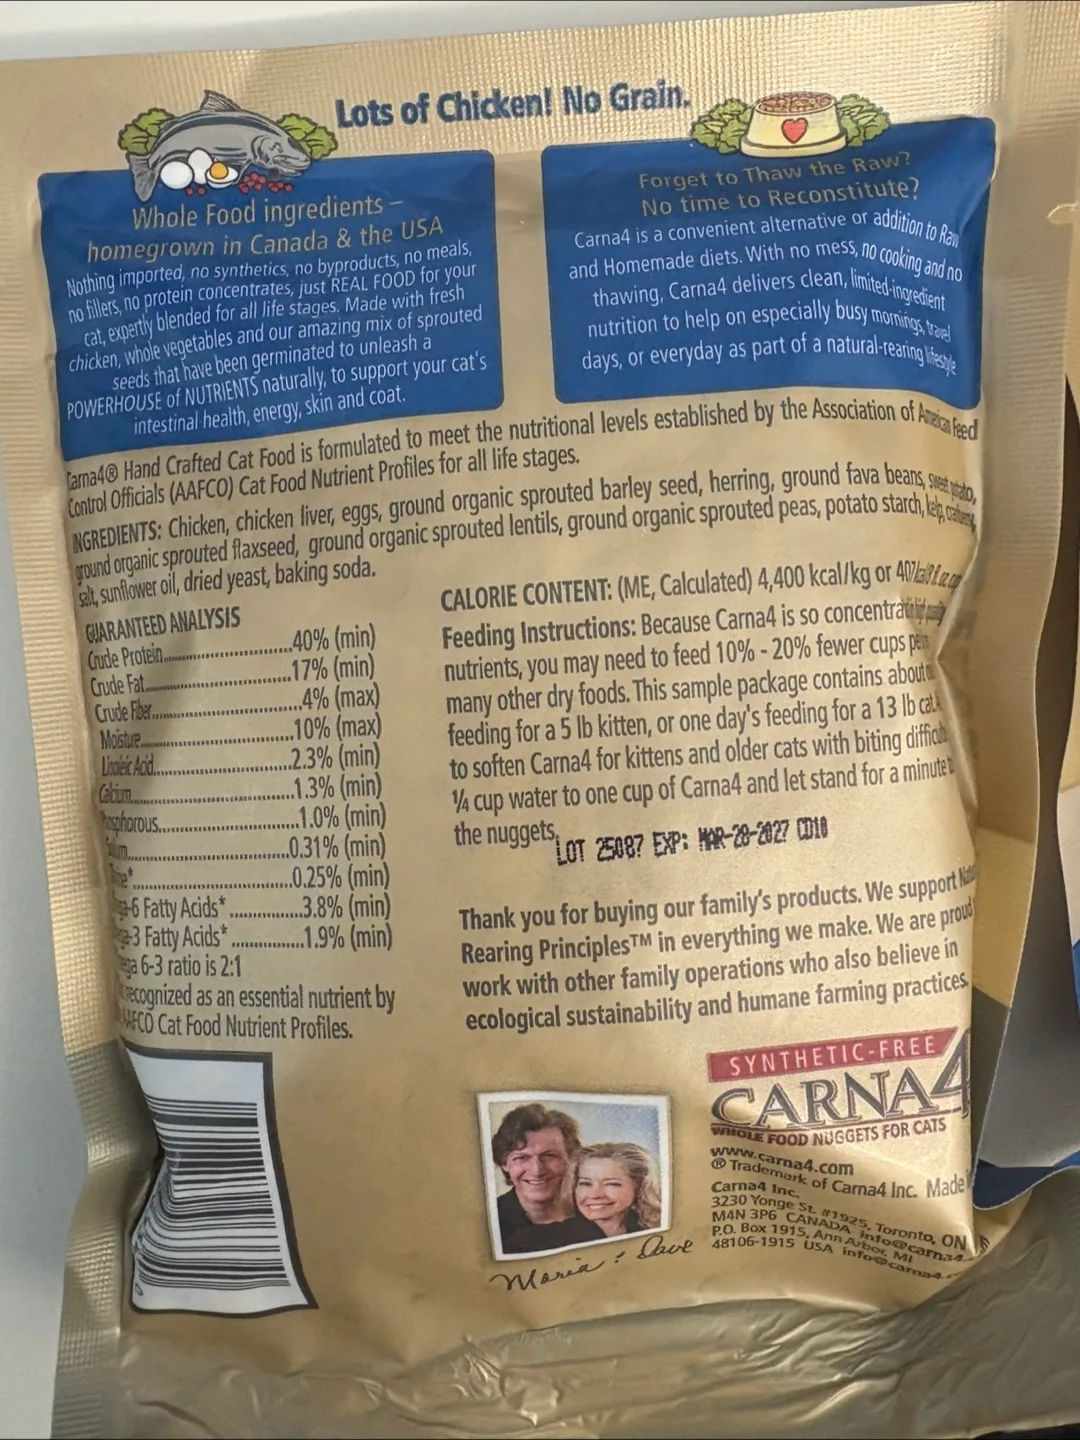 Lots of Chicken! No Grain.
Whole Food ingredients –
homegrown in Canada & the USA
Nothing imported, no synthetics, no byproducts, no meals,
no fillers, no protein concentrates, just REAL FOOD for your
cat, expertly blended for all life stages. Made with fresh
chicken, whole vegetables and our amazing mix of sprouted
seeds that have been germinated to unleash a
POWERHOUSE of NUTRIENTS naturally, to support your cat's
intestinal health, energy, skin and coat.
Forget to Thaw the Raw?
No time to Reconstitute?
Carna4 is a convenient alternative or addition to Raw
and Homemade diets. With no mess, no cooking and no
thawing, Carna4 delivers clean, limited-ingredient
nutrition to help on especially busy mornings, travel
days, or everyday as part of a natural-rearing lifestyle
Carna4® Hand Crafted Cat Food is formulated to meet the nutritional levels established by the Association of American Feed
Control Officials (AAFCO) Cat Food Nutrient Profiles for all life stages.
INGREDIENTS: Chicken, chicken liver, eggs, ground organic sprouted barley seed, herring, ground fava beans, sweet potato,
ground organic sprouted flaxseed, ground organic sprouted lentils, ground organic sprouted peas, potato starch, kelp,
salt, sunflower oil, dried yeast, baking soda.
GUARANTEED ANALYSIS
Crude Protein....................40% (min)
Crude Fat.........................17% (min)
Crude Fiber.......................4% (max)
Moisture..........................10% (max)
Linoleic Acid.....................2.3% (min)
Calcium...........................1.3% (min)
Phosphorous.......................1.0% (min)
0.31% (min)
0.25% (min)
6 Fatty Acids*..............3.8% (min)
3 Fatty Acids*..............1.9% (min)
6-3 ratio is 2:1
recognized as an essential nutrient by
AAFCO Cat Food Nutrient Profiles.
CALORIE CONTENT: (ME, Calculated) 4,400 kcal/kg or 407
Feeding Instructions: Because Carna4 is so
nutrients, you may need to feed 10% - 20% fewer cups
many other dry foods. This sample package contains about
feeding for a 5 lb kitten, or one day's feeding for a 13 lb cat.
to soften Carna4 for kittens and older cats with biting
¼ cup water to one cup of Carna4 and let stand for a minute
the nuggets.
LOT 25087 EXP: MAR-28-2027 CD10
Thank you for buying our family's products. We support
Rearing Principles™ in everything we make. We are proud
work with other family operations who also believe in
ecological sustainability and humane farming practices.
SYNTHETIC-FREE
CARNA4
WHOLE FOOD NUGGETS FOR CATS
www.carna4.com
® Trademark of Carna4 Inc. Made
Carna4 Inc.
3230 Yonge St. #1925, Toronto, ON
M4N 3P6 CANADA info@carna4
P.O. Box 1915, Ann Arbor, MI
48106-1915 USA info@carna4
Maria : Dave